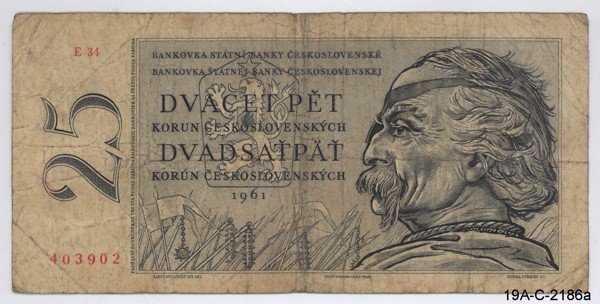 E 34
BANKOVKA STÁTNÍ BANKY ČESKOSLOVENSKÉ
BANKOVKA ŠTÁTNEJ BANKY ČESKOSLOVENSKEJ
DVACET PĚT
KORUN ČESKOSLOVENSKÝCH
DVADSAŤPÄŤ
KORÚN ČESKOSLOVENSKÝCH
1961
25
403902
19A-C-2186a